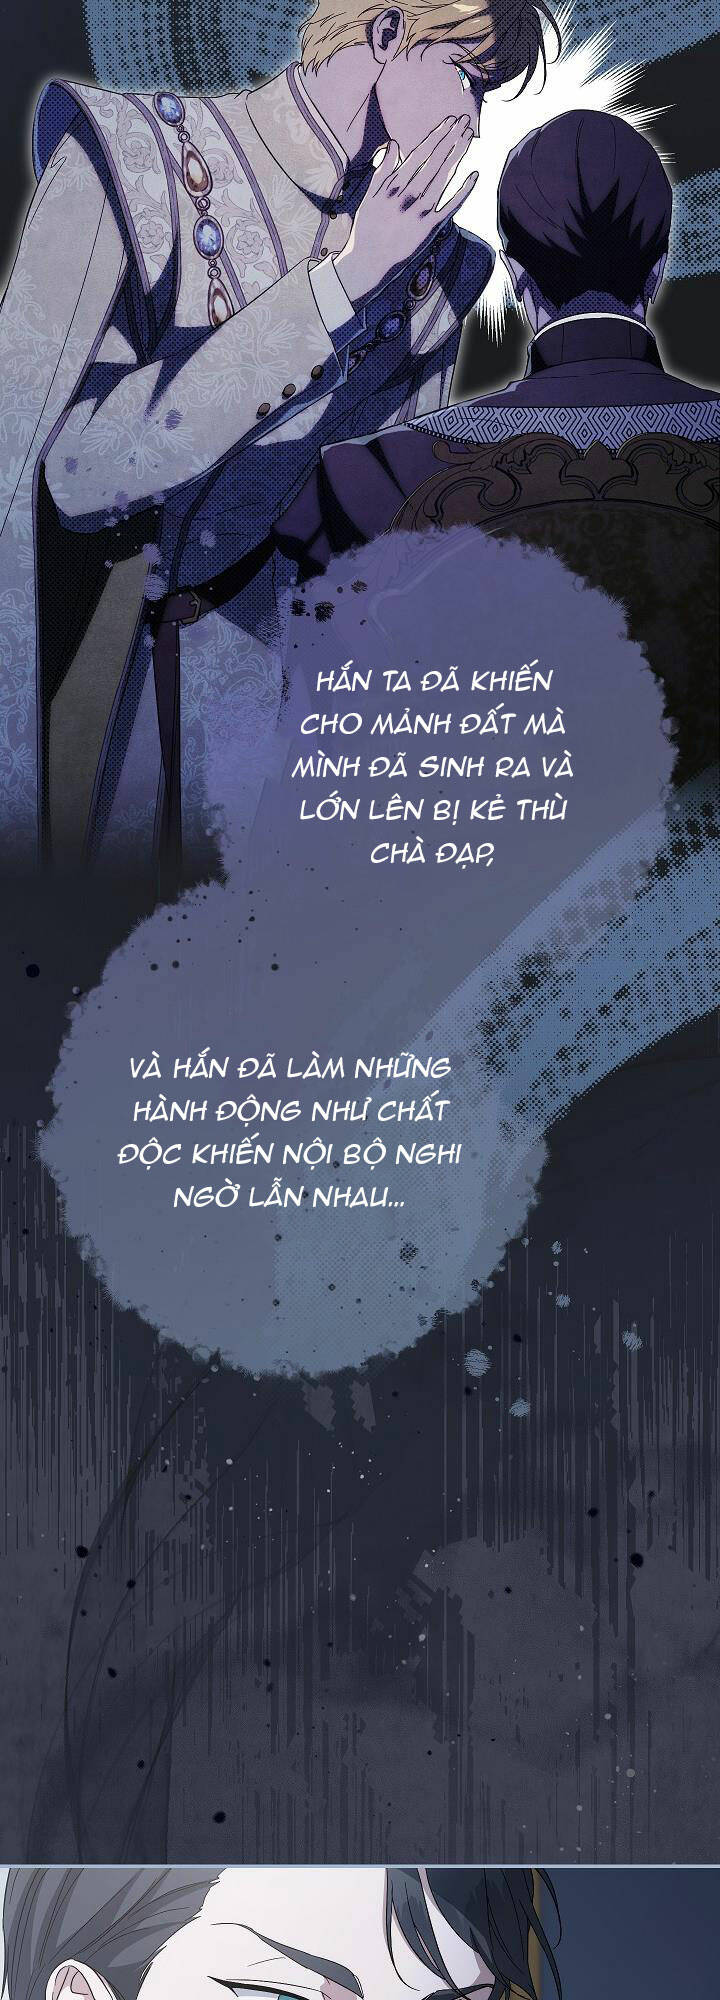 HẮN TA ĐÃ KHIẾN
CHO MẢNH ĐẤT MÀ
MÌNH ĐÃ SINH RA VÀ
LỚN LÊN BỊ KẺ THÙ
CHÀ ĐẠP,
VÀ HẮN ĐÃ LÀM NHỮNG
HÀNH ĐỘNG NHƯ CHẤT
ĐỘC KHIẾN NỘI BỘ NGHI
NGỜ LẪN NHAU...